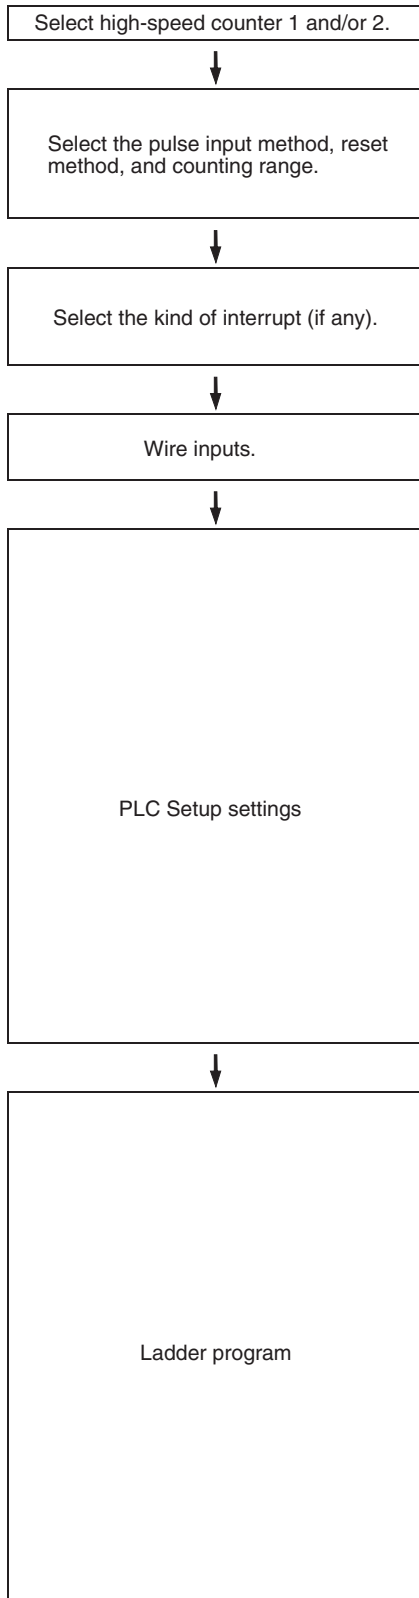 Select high-speed counter 1 and/or 2.
Select the pulse input method, reset
method, and counting range.
Select the kind of interrupt (if any).
Wire inputs.
PLC Setup settings
Ladder program